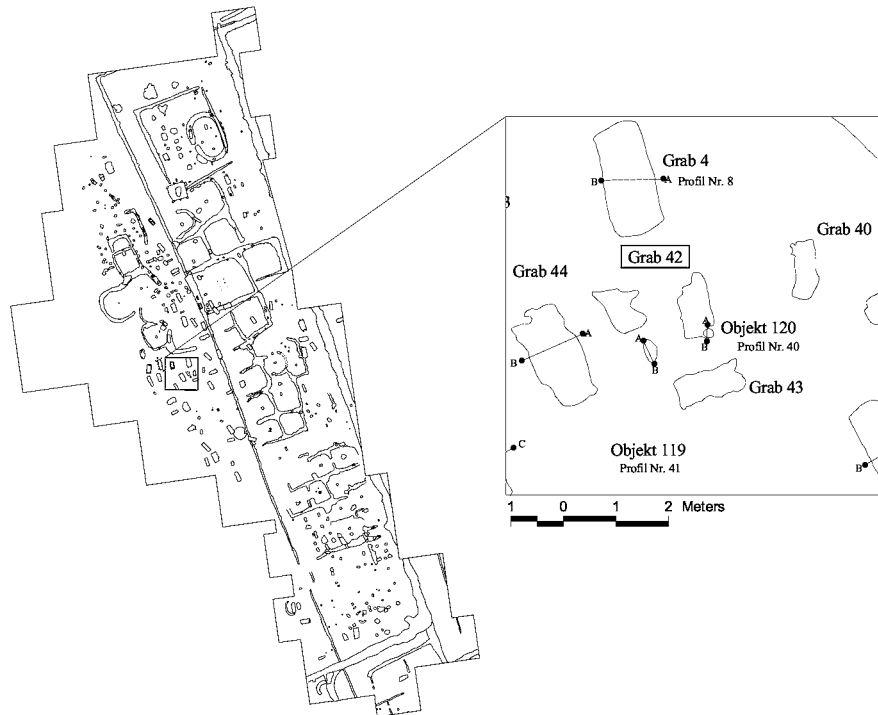 Grab 4
B
A
Profil Nr. 8
Grab 40
Grab 42
Grab 44
A
B
A
B
A
B
Objekt 120
Profil Nr. 40
Grab 43
C
Objekt 119
Profil Nr. 41
B
1 0 1 2 Meters